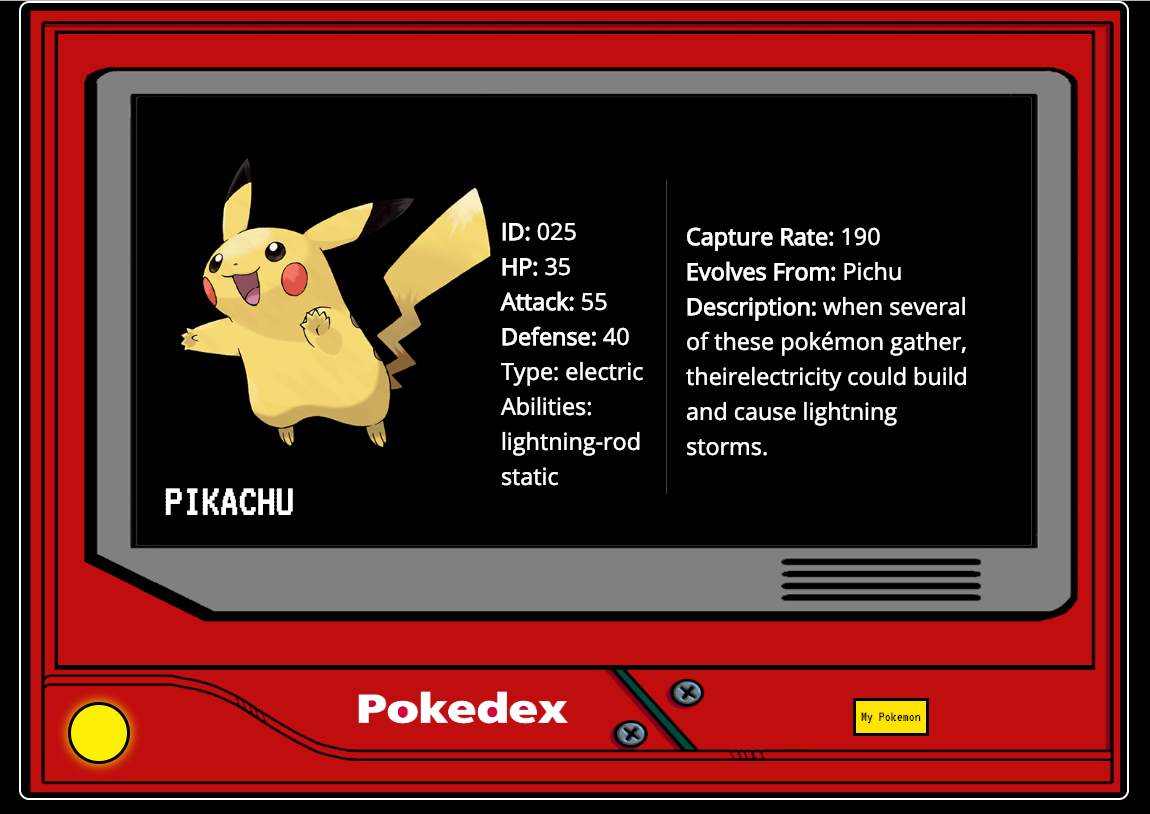 ID: 025
HP: 35
Attack: 55
Defense: 40
Type: electric
Abilities:
lightning-rod
static
Capture Rate: 190
Evolves From: Pichu
Description: when several
of these pokémon gather,
theirelectricity could build
and cause lightning
storms.
PIKACHU
Pokedex
My Pokemon